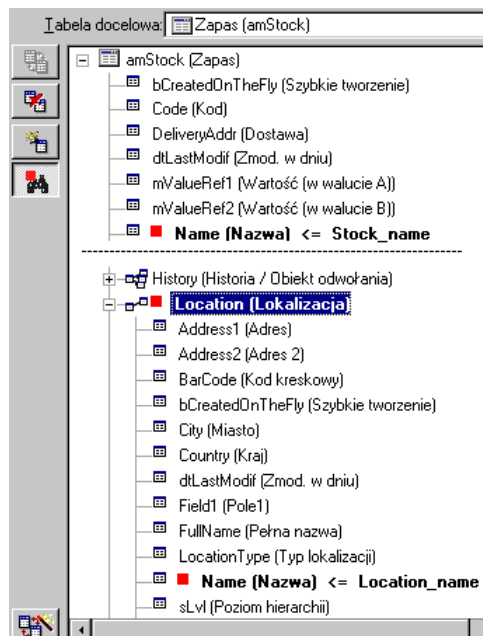 Tabela docelowa: Zapas (amStock)
amStock (Zapas)
bCreatedOnTheFly (Szybkie tworzenie)
Code (Kod)
DeliveryAddr (Dostawa)
dtLastModif (Zmod. w dniu)
mValueRef1 (Wartość (w walucie A))
mValueRef2 (Wartość (w walucie B))
Name (Nazwa) <= Stock_name
History (Historia / Obiekt odwołania)
Location (Lokalizacja)
Address1 (Adres)
Address2 (Adres 2)
BarCode (Kod kreskowy)
bCreatedOnTheFly (Szybkie tworzenie)
City (Miasto)
Country (Kraj)
dtLastModif (Zmod. w dniu)
Field1 (Pole1)
FullName (Pełna nazwa)
LocationType (Typ lokalizacji)
Name (Nazwa) <= Location_name
sLvl (Poziom hierarchii)